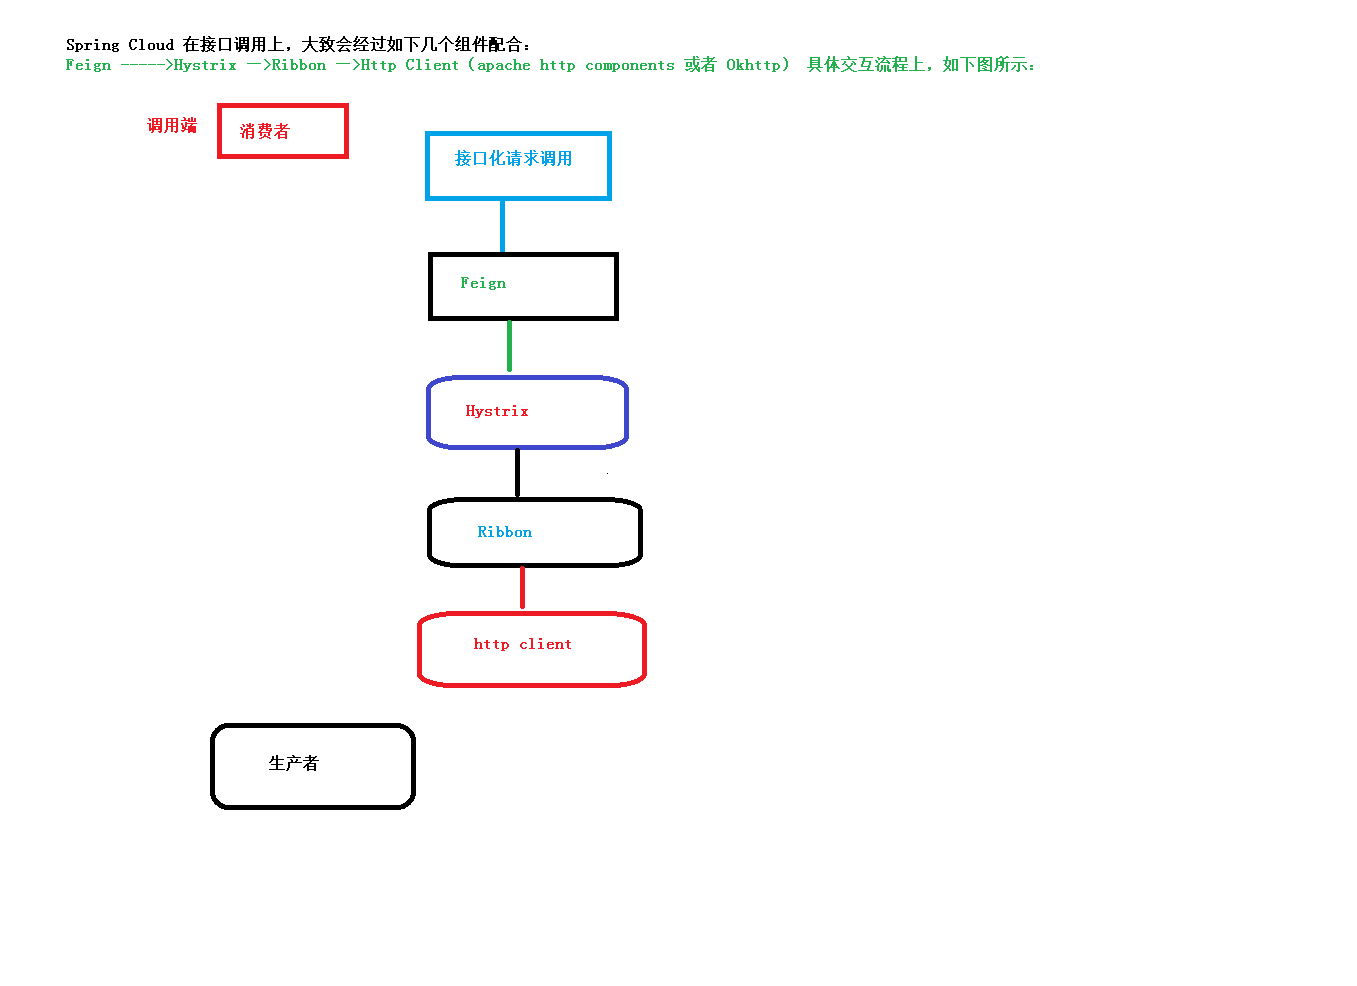 Spring Cloud 在接口调用上，大致会经过如下几个组件配合：
Feign ----->Hystrix —>Ribbon —>Http Client（apache http components 或者 Okhttp） 具体交互流程上，如下图所示：
调用端
消费者
接口化请求调用
Feign
Hystrix
Ribbon
http client
生产者